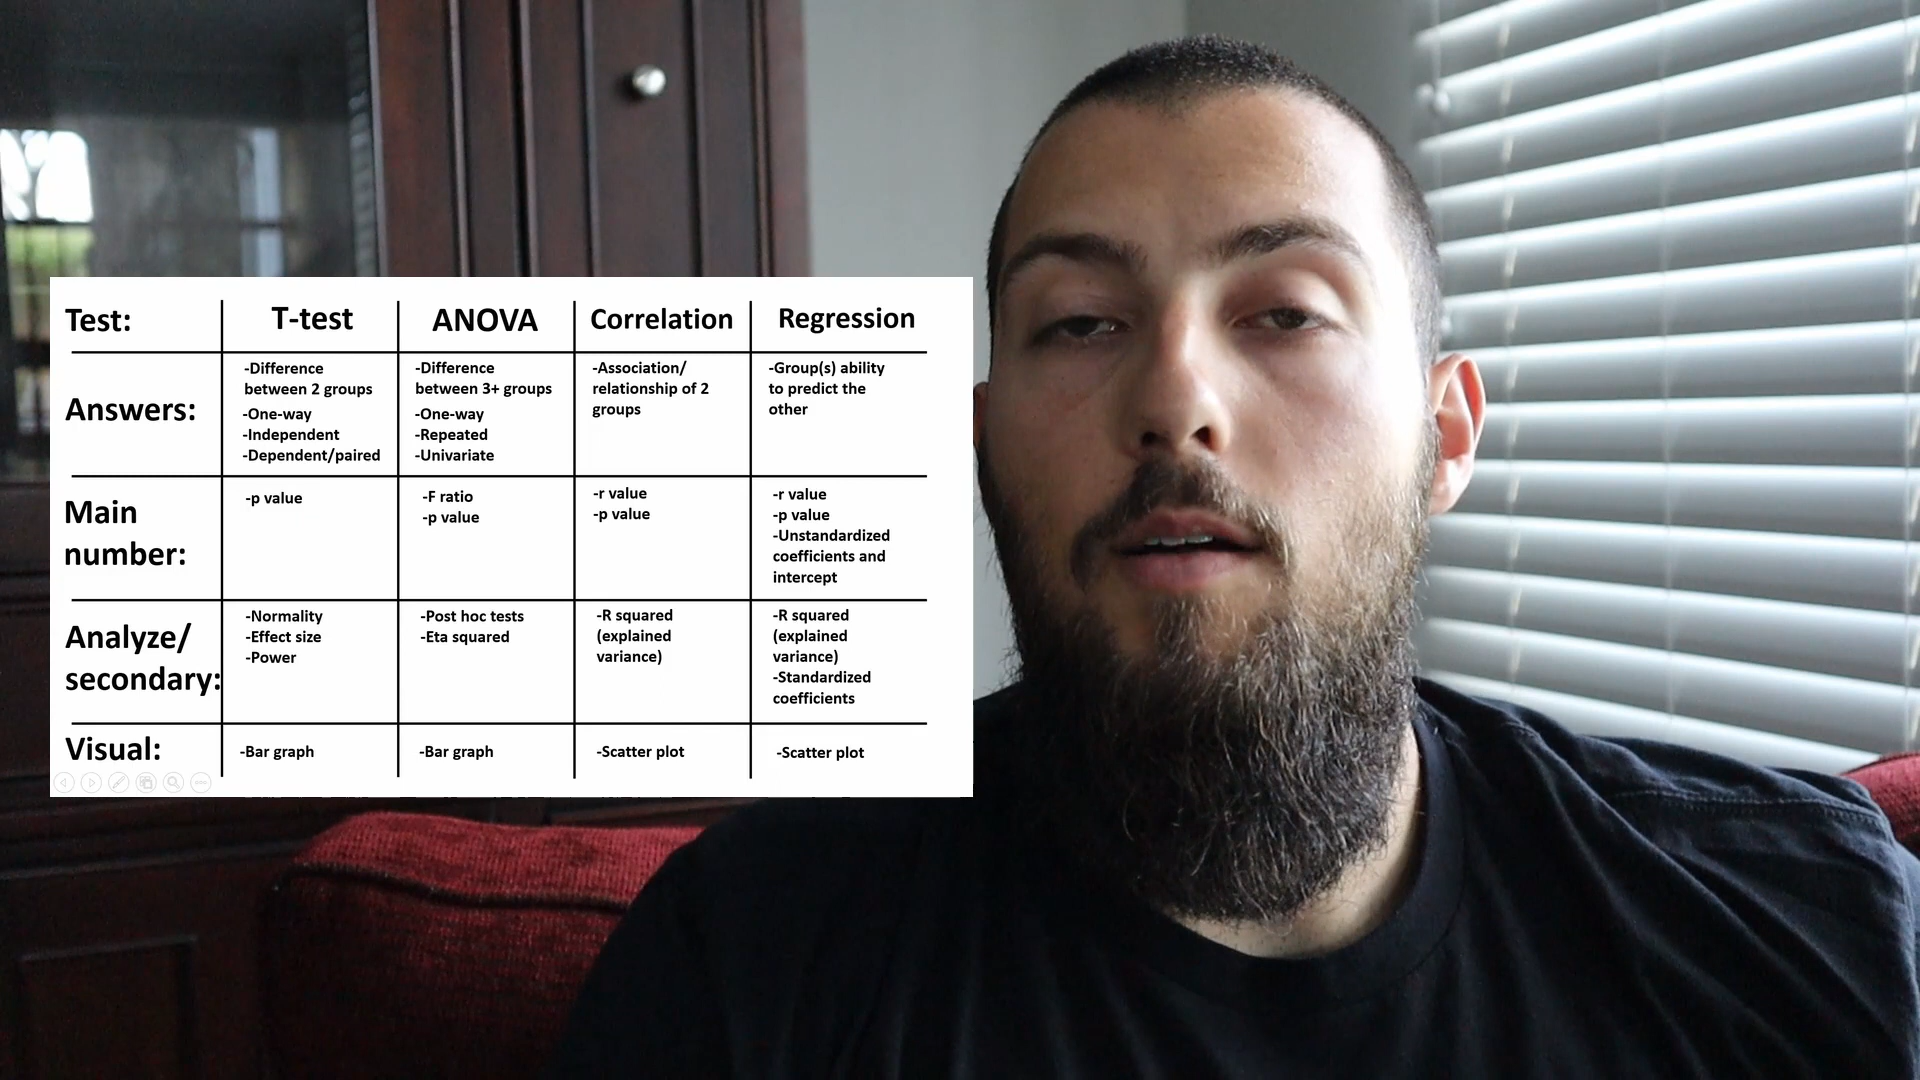 Test: T-test ANOVA Correlation Regression
Answers:
-Difference
between 2 groups
-One-way
-Independent
-Dependent/paired
-Difference
between 3+ groups
-One-way
-Repeated
-Univariate
-Association/
relationship of 2
groups
-Group(s) ability
to predict the
other
Main
number:
-p value
-F ratio
-p value
-r value
-p value
-r value
-p value
-Unstandardized
coefficients and
intercept
Analyze/
secondary:
-Normality
-Effect size
-Power
-Post hoc tests
-Eta squared
-R squared
(explained
variance)
-R squared
(explained
variance)
-Standardized
coefficients
Visual:
-Bar graph
-Bar graph
-Scatter plot
-Scatter plot